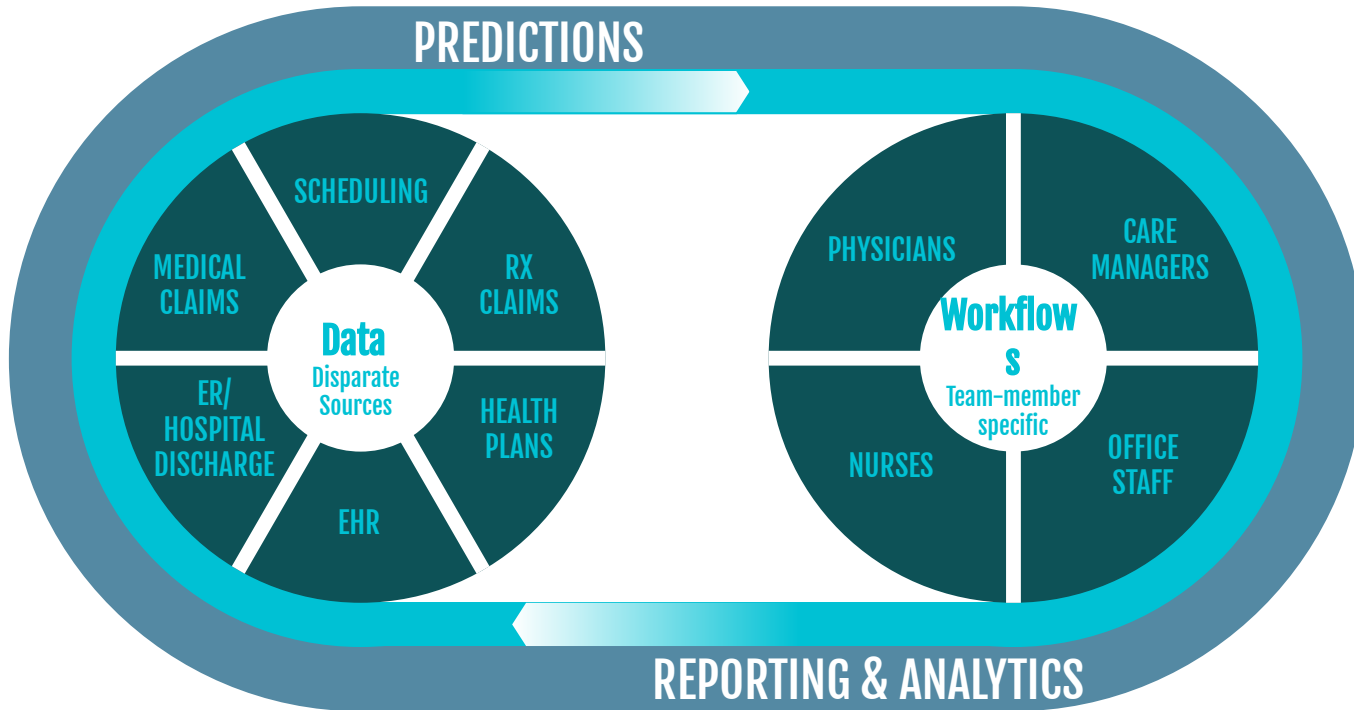 PREDICTIONS
SCHEDULING
MEDICAL
CLAIMS
RX
CLAIMS
Data
Disparate
Sources
ER/
HOSPITAL
DISCHARGE
HEALTH
PLANS
EHR
PHYSICIANS
CARE
MANAGERS
Workflow
s
Team-member
specific
NURSES
OFFICE
STAFF
REPORTING & ANALYTICS